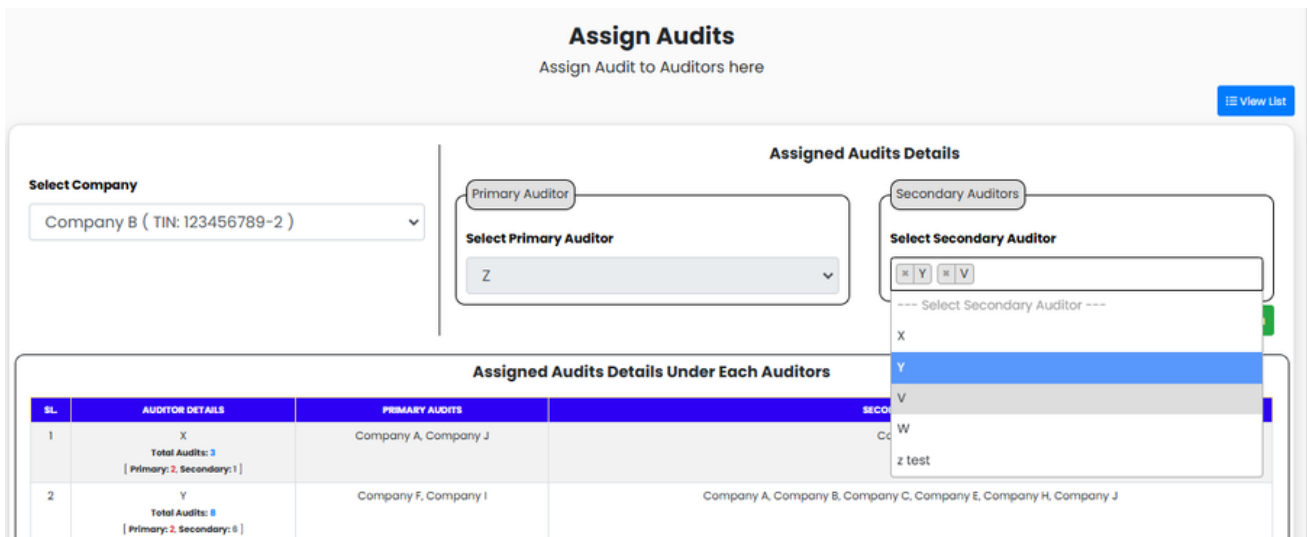 Assign Audits
Assign Audit to Auditors here
View List
Assigned Audits Details
Select Company
Company B ( TIN: 123456789-2 )
Primary Auditor
Select Primary Auditor
Z
Secondary Auditors
Select Secondary Auditor
× Y × V
--- Select Secondary Auditor ---
X
Y
V
W
z test
Assigned Audits Details Under Each Auditors
SL. AUDITOR DETAILS PRIMARY AUDITS
1 X Company A, Company J
Total Audits: 3
[ Primary: 2, Secondary: 1 ]
2 Y Company F, Company I Company A, Company B, Company C, Company E, Company H, Company J
Total Audits: 8
[ Primary: 2, Secondary: 6 ]